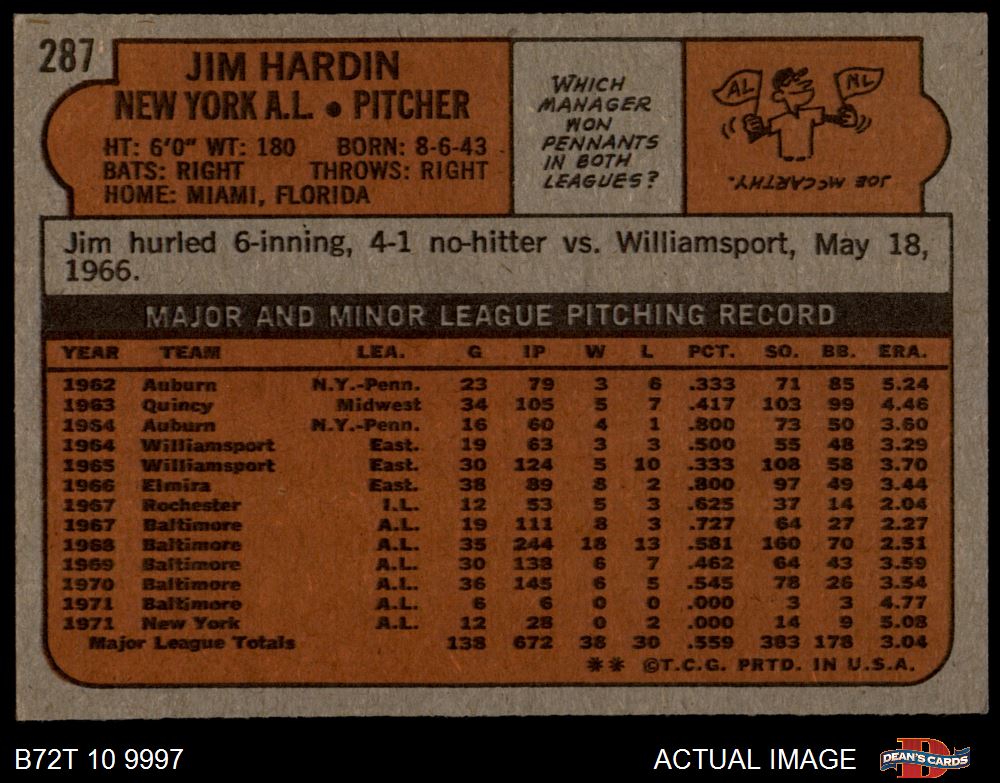 287
JIM HARDIN
NEW YORK A.L. • PITCHER
HT: 6'0" WT: 180 BORN: 8-6-43
BATS: RIGHT THROWS: RIGHT
HOME: MIAMI, FLORIDA
WHICH
MANAGER
WON
PENNANTS
IN BOTH
LEAGUES?
AL NL
JOE McCARTHY.
Jim hurled 6-inning, 4-1 no-hitter vs. Williamsport, May 18,
1966.
MAJOR AND MINOR LEAGUE PITCHING RECORD
YEAR TEAM LEA. G IP W L PCT. SO. BB. ERA.
1962 Auburn N.Y.-Penn. 23 79 3 6 .333 71 85 5.24
1963 Quincy Midwest 34 105 5 7 .417 103 99 4.46
1964 Auburn N.Y.-Penn. 16 60 4 1 .800 73 50 3.60
1964 Williamsport East. 19 63 3 3 .500 55 48 3.29
1965 Williamsport East. 30 124 5 10 .333 108 58 3.70
1966 Elmira East. 38 89 8 2 .800 97 49 3.44
1967 Rochester I.L. 12 53 5 3 .625 37 14 2.04
1967 Baltimore A.L. 19 111 8 3 .727 64 27 2.27
1968 Baltimore A.L. 35 244 18 13 .581 160 70 2.51
1969 Baltimore A.L. 30 138 6 7 .462 64 43 3.59
1970 Baltimore A.L. 36 145 6 5 .545 78 26 3.54
1971 Baltimore A.L. 6 6 0 0 .000 3 3 4.77
1971 New York A.L. 12 28 0 2 .000 14 9 5.08
Major League Totals 138 672 38 30 .559 383 178 3.04
** ©T.C.G. PRTD. IN U.S.A.
B72T 10 9997 ACTUAL IMAGE DEAN'S CARDS